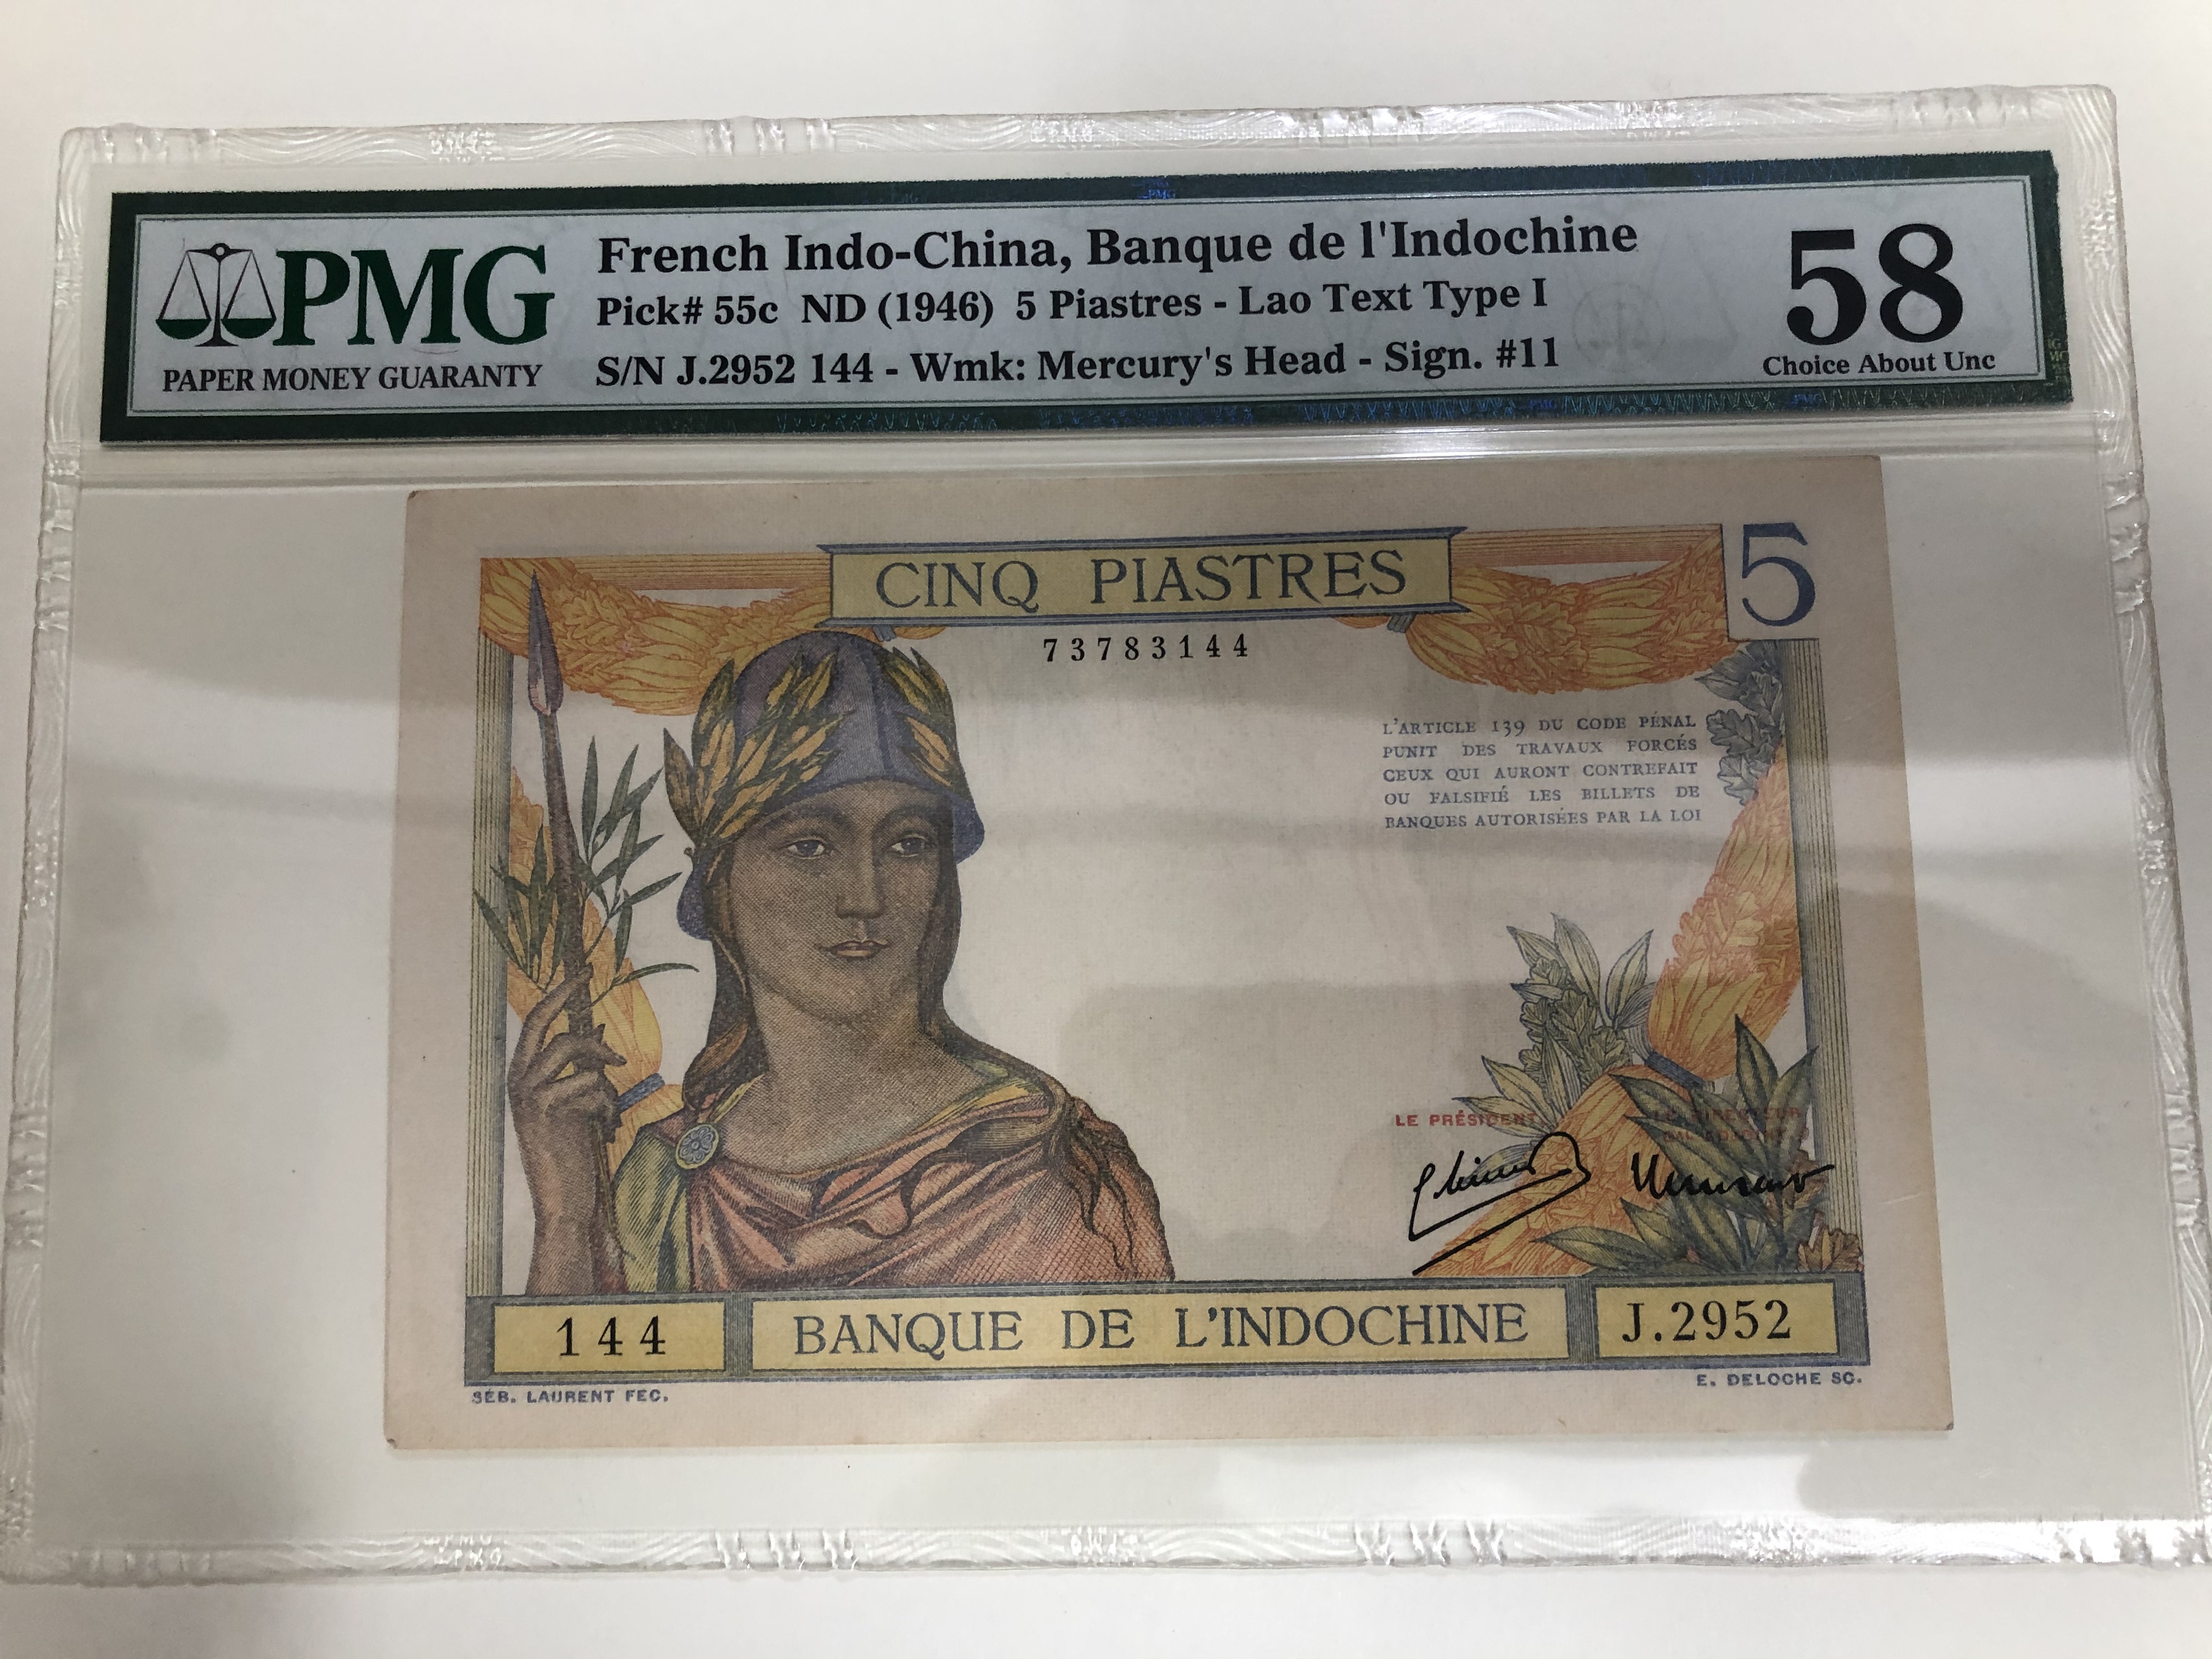 PMG
PAPER MONEY GUARANTY
French Indo-China, Banque de l'Indochine
Pick# 55c ND (1946) 5 Piastres - Lao Text Type I
S/N J.2952 144 - Wmk: Mercury's Head - Sign. #11
58
Choice About Unc
CINQ PIASTRES
5
73783144
L'ARTICLE 139 DU CODE PÉNAL
PUNIT DES TRAVAUX FORCÉS
CEUX QUI AURONT CONTREFAIT
OU FALSIFIÉ LES BILLETS DE
BANQUES AUTORISÉES PAR LA LOI
LE PRÉSIDENT
LE DIRECTEUR
144
BANQUE DE L'INDOCHINE
J.2952
SÉB. LAURENT FEC.
E. DELOCHE SC.